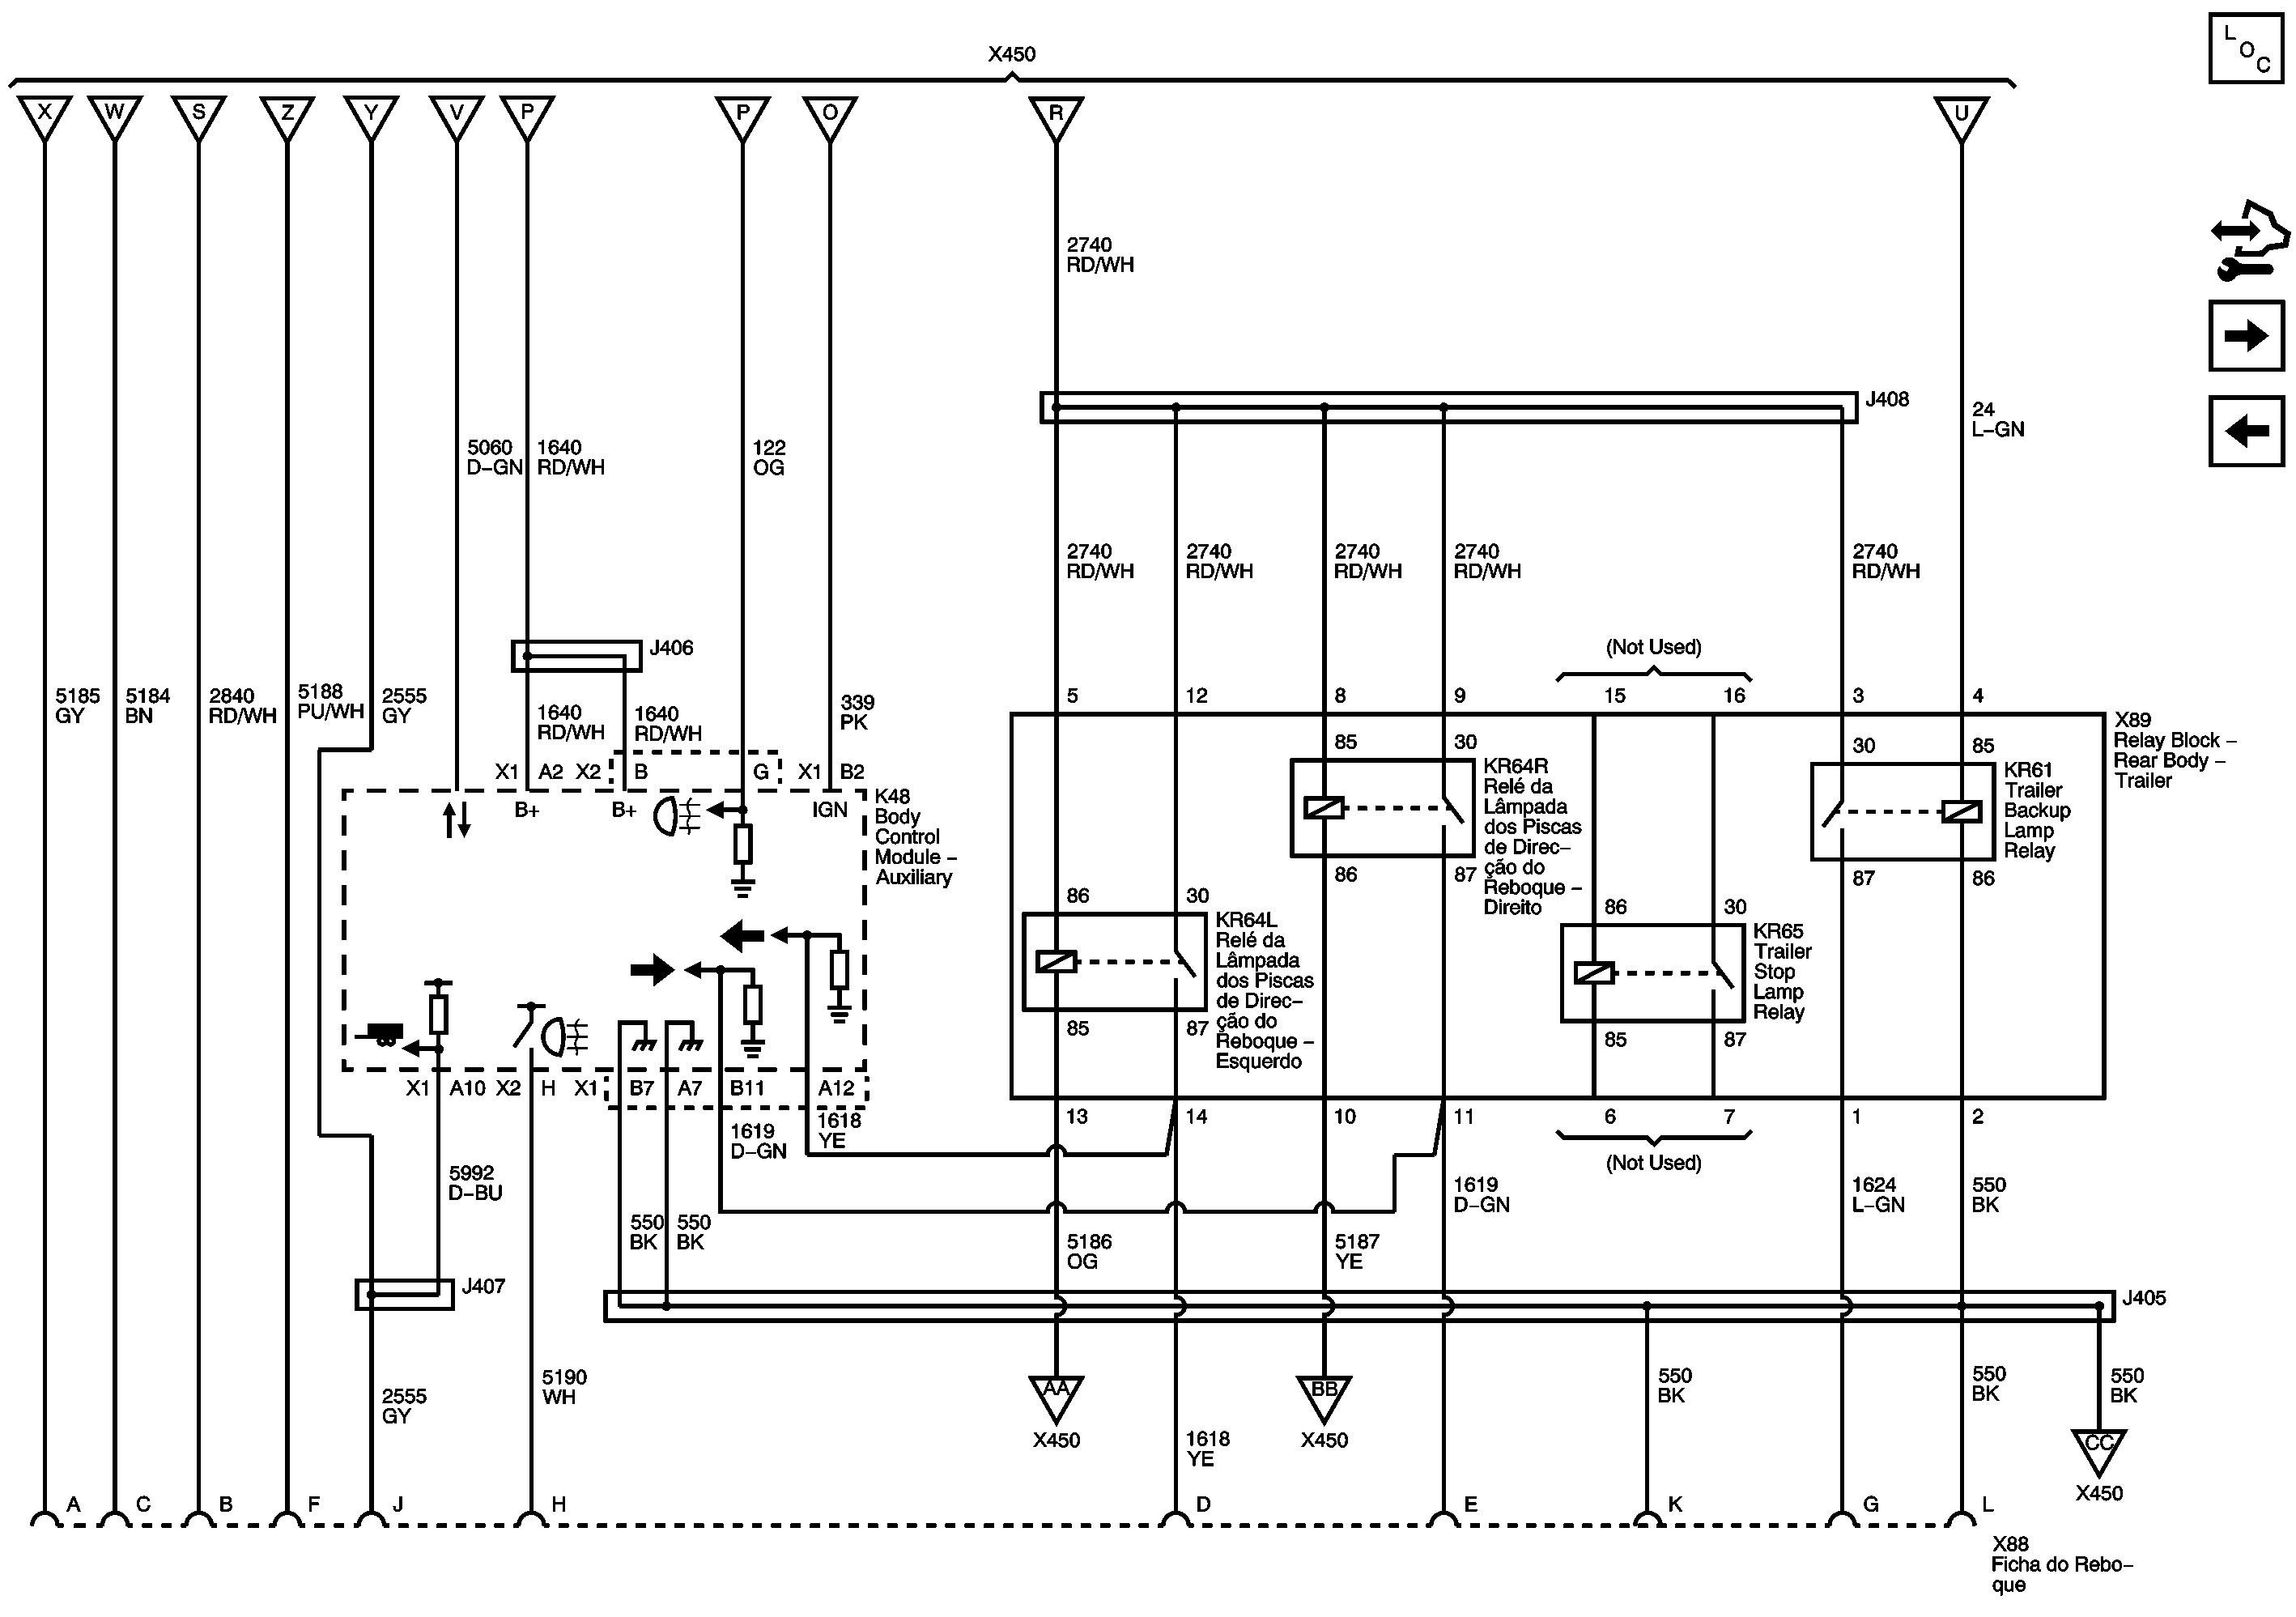 X450
L
O
C
X
W
S
Z
Y
V
P
P
O
R
U
2740
RD/WH
J408
24
L-GN
5060
D-GN
1640
RD/WH
122
OG
2740
RD/WH
2740
RD/WH
2740
RD/WH
2740
RD/WH
2740
RD/WH
J406
(Not Used)
5185
GY
5184
BN
2840
RD/WH
5188
PU/WH
2555
GY
1640
RD/WH
1640
RD/WH
339
PK
5
12
8
9
15
16
3
4
X89
Relay Block -
Rear Body -
Trailer
X1
A2
X2
B
G
X1
B2
B+
B+
IGN
K48
Body
Control
Module -
Auxiliary
85
30
KR64R
Relé da
Lâmpada
dos Piscas
de Direc-
ção do
Reboque -
Direito
86
87
30
85
KR61
Trailer
Backup
Lamp
Relay
87
86
86
30
KR64L
Relé da
Lâmpada
dos Piscas
de Direc-
ção do
Reboque -
Esquerdo
85
87
86
30
KR65
Trailer
Stop
Lamp
Relay
85
87
X1
A10
X2
H
X1
B7
A7
B11
A12
13
14
10
11
6
7
1
2
(Not Used)
1619
D-GN
1618
YE
5992
D-BU
550
BK
550
BK
5186
OG
5187
YE
1619
D-GN
1624
L-GN
550
BK
J407
J405
2555
GY
5190
WH
AA
X450
BB
X450
550
BK
550
BK
550
BK
CC
X450
1618
YE
A
C
B
F
J
H
D
E
K
G
L
X88
Ficha do Rebo-
que